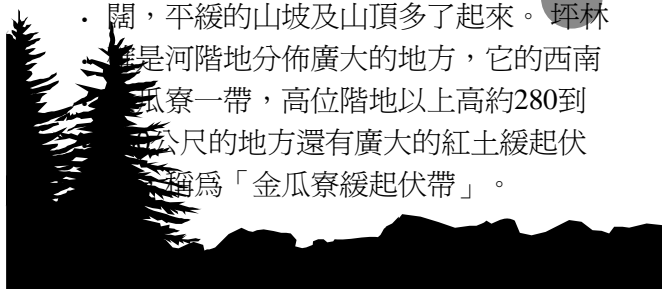 · 闊，平緩的山坡及山頂多了起來。 坪林
是河階地分佈廣大的地方，它的西南
瓜寮一帶，高位階地以上高約280到
公尺的地方還有廣大的紅土緩起伏
稱爲「金瓜寮緩起伏帶」。